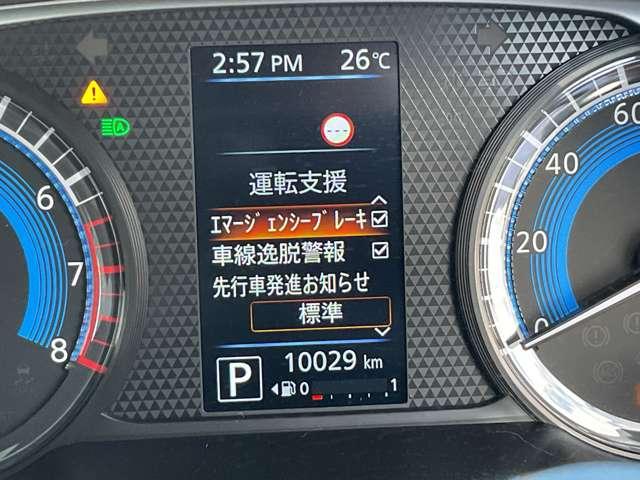 2:57 PM 26℃
---
運転支援
ｴﾏｰｼﾞｪﾝｼｰﾌﾞﾚｰｷ
車線逸脱警報
先行車発進お知らせ
標準
P 10029 km
0 1
6
7
8
A
60
40
20
0